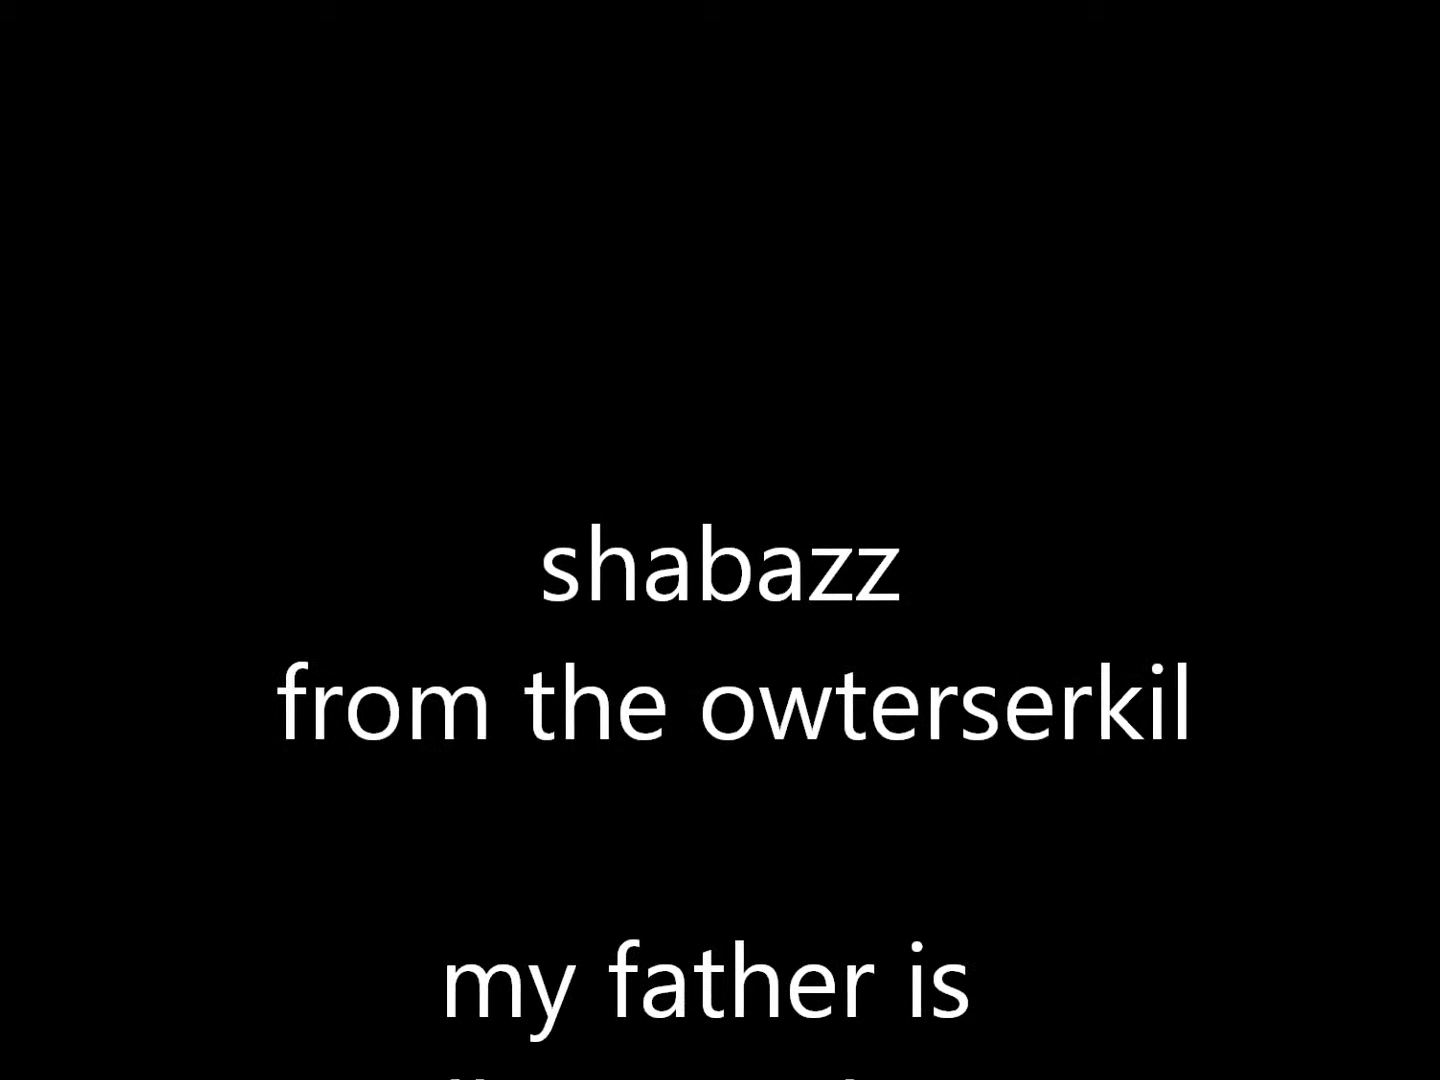 shabazz
from the owterserkil
my father is